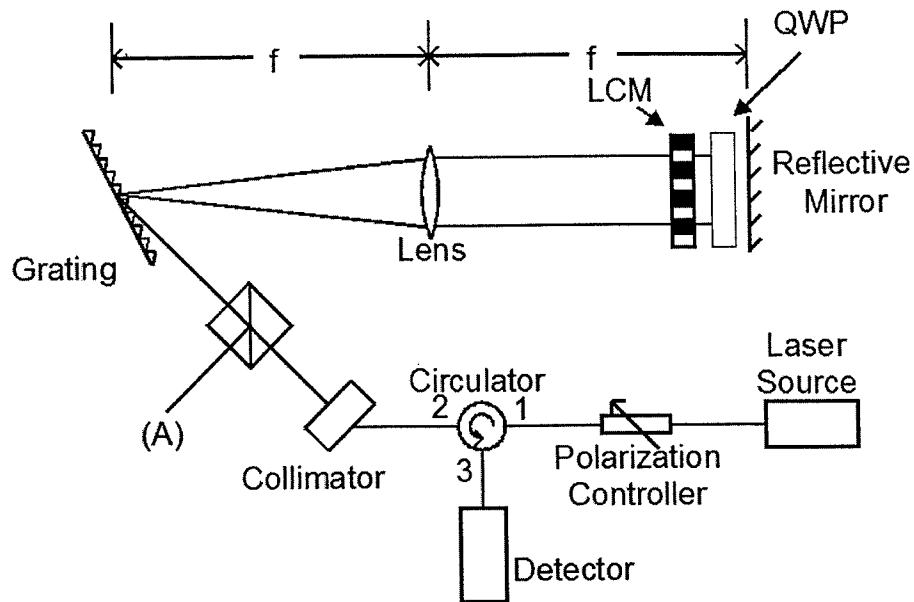 QWP
f
f
LCM
Reflective
Mirror
Lens
Grating
Laser
Source
Circulator
2
1
(A)
3
Polarization
Controller
Collimator
Detector